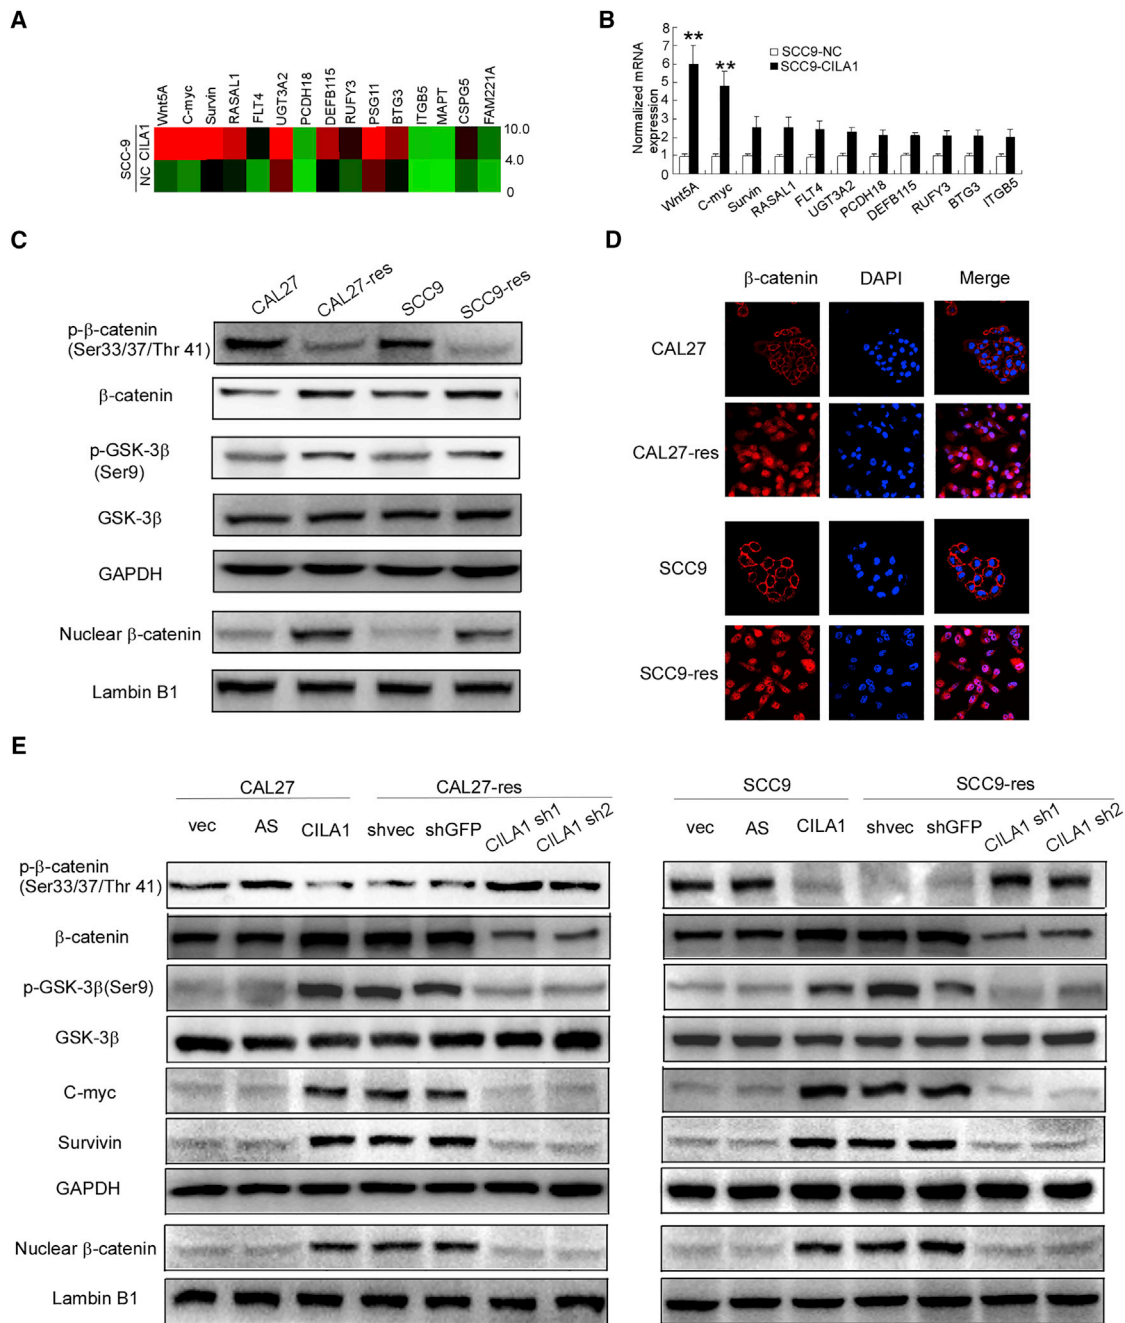 A
Wnt5A
C-myc
Survin
RASAL1
FLT4
UGT3A2
PCDH18
DEFB115
RUFY3
PSG11
BTG3
ITGB5
MAPT
CSPG5
FAM221A
SCC-9
NC CILA1
10.0
4.0
0
B
Normalized mRNA
expression
8
7
6
5
4
3
2
1
0
**
**
SCC9-NC
SCC9-CILA1
Wnt5A
C-myc
Survin
RASAL1
FLT4
UGT3A2
PCDH18
DEFB115
RUFY3
BTG3
ITGB5
C
CAL27
CAL27-res
SCC9
SCC9-res
p-β-catenin
(Ser33/37/Thr 41)
β-catenin
p-GSK-3β
(Ser9)
GSK-3β
GAPDH
Nuclear β-catenin
Lambin B1
D
β-catenin DAPI Merge
CAL27
CAL27-res
SCC9
SCC9-res
E
CAL27 CAL27-res
vec AS CILA1 shvec shGFP CILA1 sh1 CILA1 sh2
SCC9 SCC9-res
vec AS CILA1 shvec shGFP CILA1 sh1 CILA1 sh2
p-β-catenin
(Ser33/37/Thr 41)
β-catenin
p-GSK-3β(Ser9)
GSK-3β
C-myc
Survivin
GAPDH
Nuclear β-catenin
Lambin B1